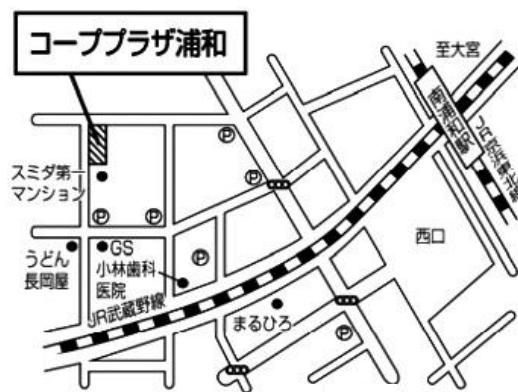 コーププラザ浦和
至大宮
南浦和駅
JR京浜東北線
P
スミダ第一
マンション
P
P
P
P
西口
うどん
長岡屋
GS
小林歯科
医院
JR武蔵野線
まるひろ
P